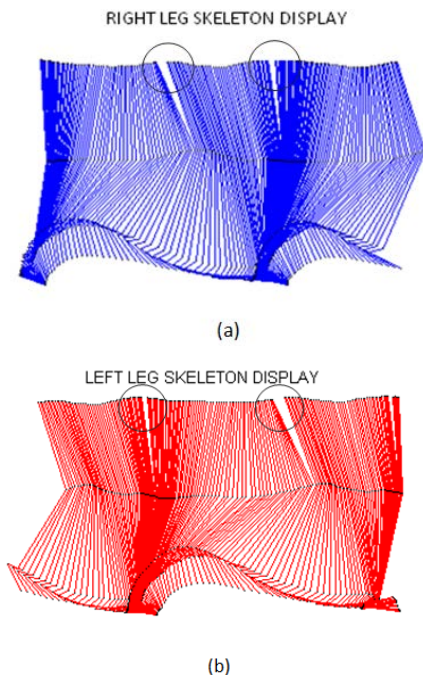 RIGHT LEG SKELETON DISPLAY
(a)
LEFT LEG SKELETON DISPLAY
(b)